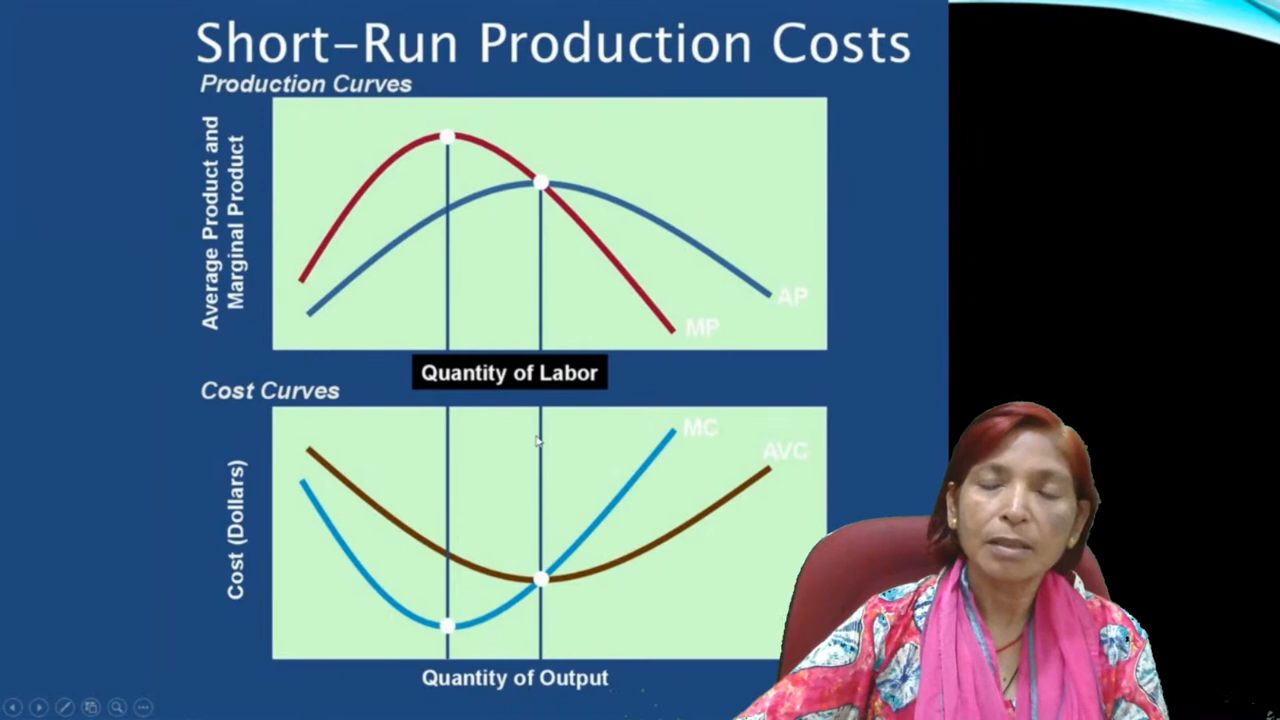 Short-Run Production Costs
Production Curves
Average Product and
Marginal Product
AP
MP
Quantity of Labor
Cost Curves
MC
AVC
Cost (Dollars)
Quantity of Output